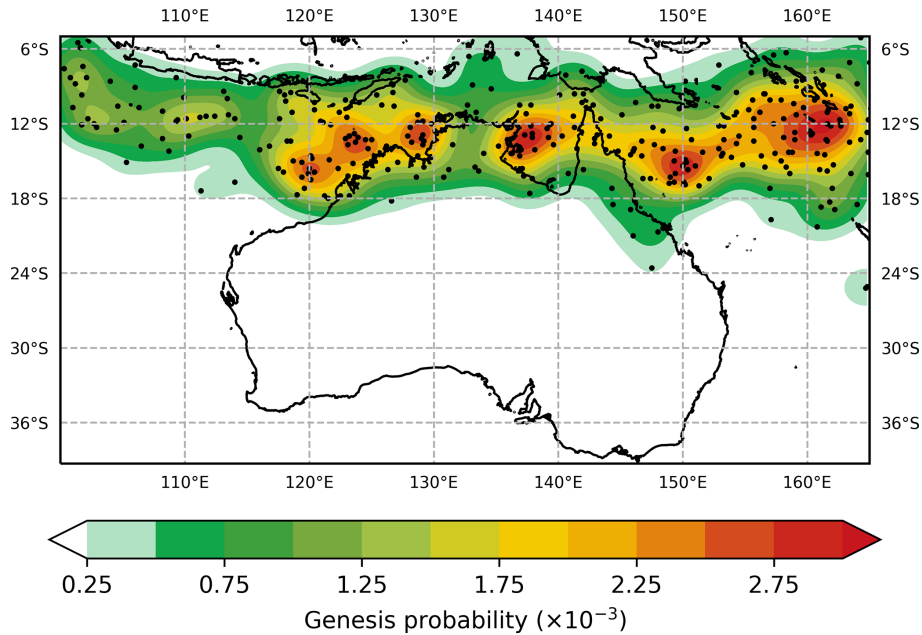 110°E 120°E 130°E 140°E 150°E 160°E
6°S 6°S
12°S 12°S
18°S 18°S
24°S 24°S
30°S 30°S
36°S 36°S
110°E 120°E 130°E 140°E 150°E 160°E
0.25 0.75 1.25 1.75 2.25 2.75
Genesis probability (×10⁻³)